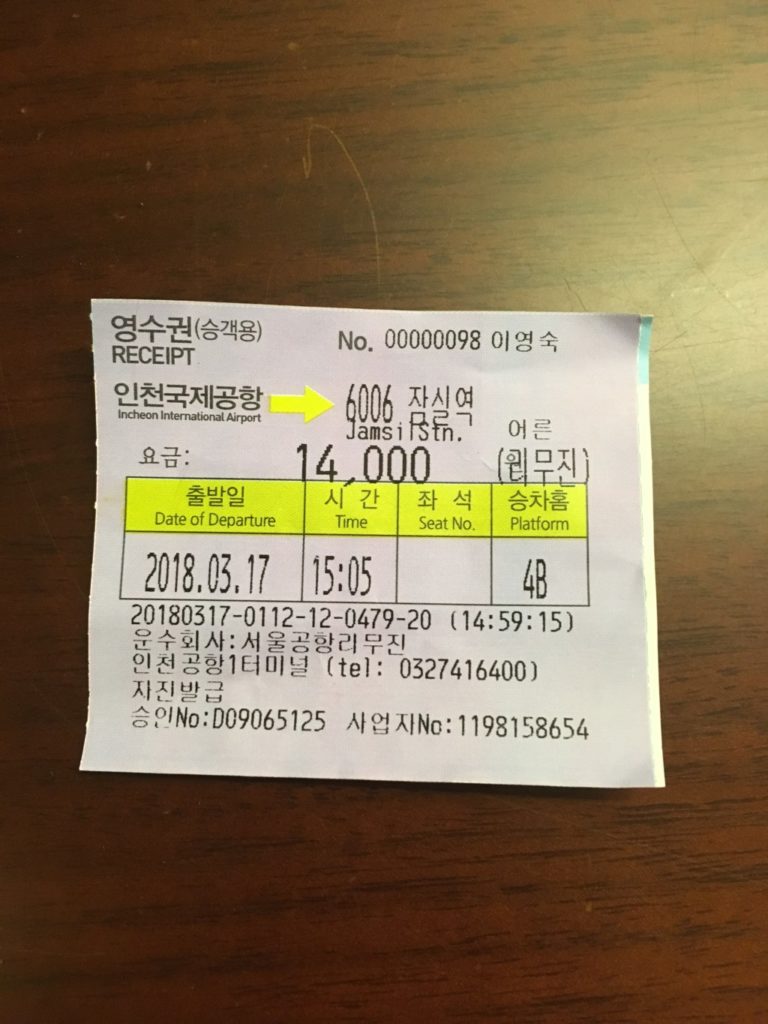 영수권(승객용) No. 00000098 이영숙
RECEIPT
인천국제공항 6006 잠실역
Incheon International Airport JamsilStn. 어른
요금: 14,000 (리무진)
출발일 시 간 좌 석 승차홈
Date of Departure Time Seat No. Platform
2018.03.17 15:05 4B
20180317-0112-12-0479-20 (14:59:15)
운수회사:서울공항리무진
인천공항1터미널 (tel: 0327416400)
자진발급
승인No:D09065125 사업자No:1198158654